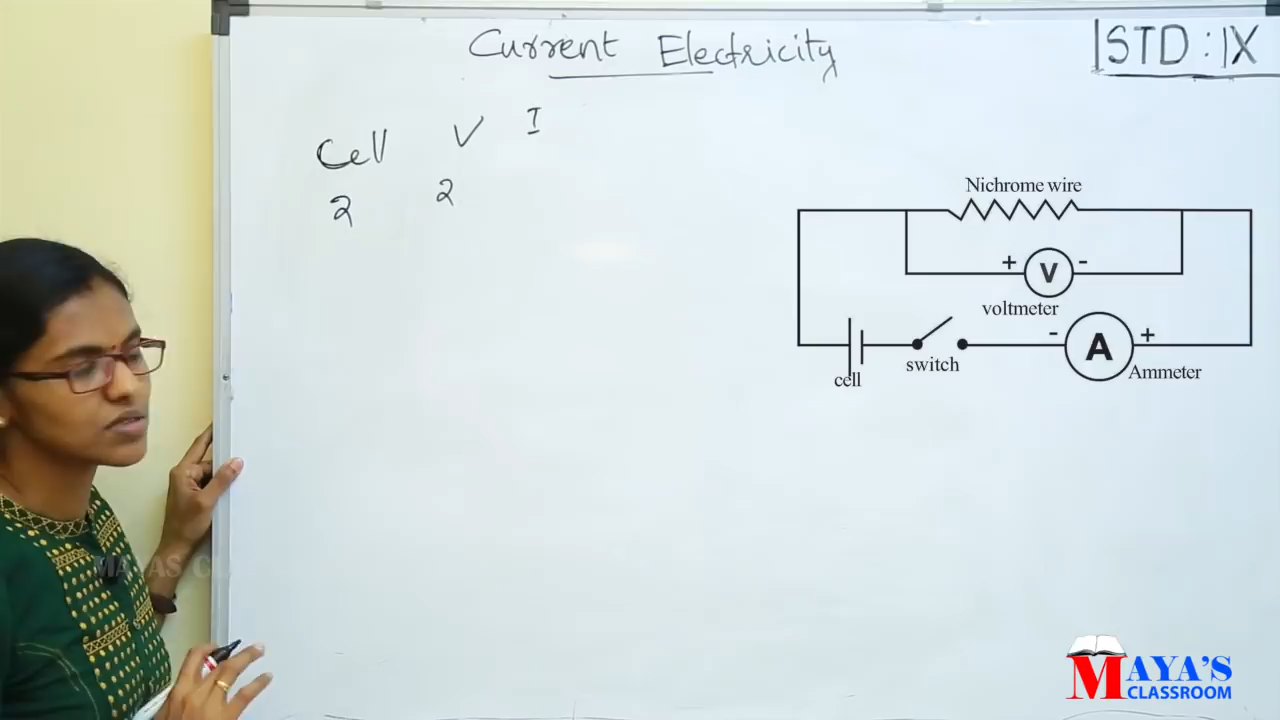 Current Electricity
STD : IX
Cell V I
2 2
Nichrome wire
+ V -
voltmeter
- A +
switch
Ammeter
cell
MAYA'S
CLASSROOM